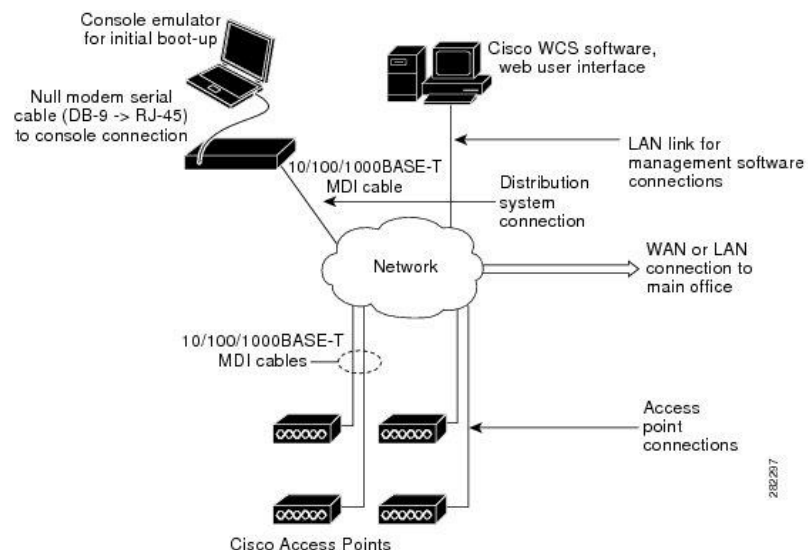 Console emulator
for initial boot-up
Cisco WCS software,
web user interface
Null modem serial
cable (DB-9 -> RJ-45)
to console connection
LAN link for
management software
connections
10/100/1000BASE-T
MDI cable
Distribution
system
connection
Network
WAN or LAN
connection to
main office
10/100/1000BASE-T
MDI cables
Access
point
connections
Cisco Access Points
282297